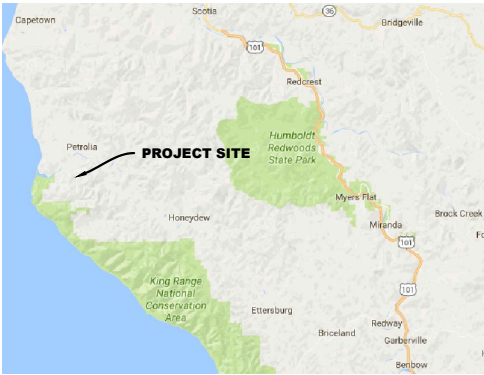 Scotia
Capetown
36
Bridgeville
101
Redcrest
Humboldt
Redwoods
State Park
Petrolia
PROJECT SITE
Myers Flat
Honeydew
Brock Creek
Miranda
101
King Range
National
Conservation
Area
101
Ettersburg
Briceland
Redway
Garberville
Benbow